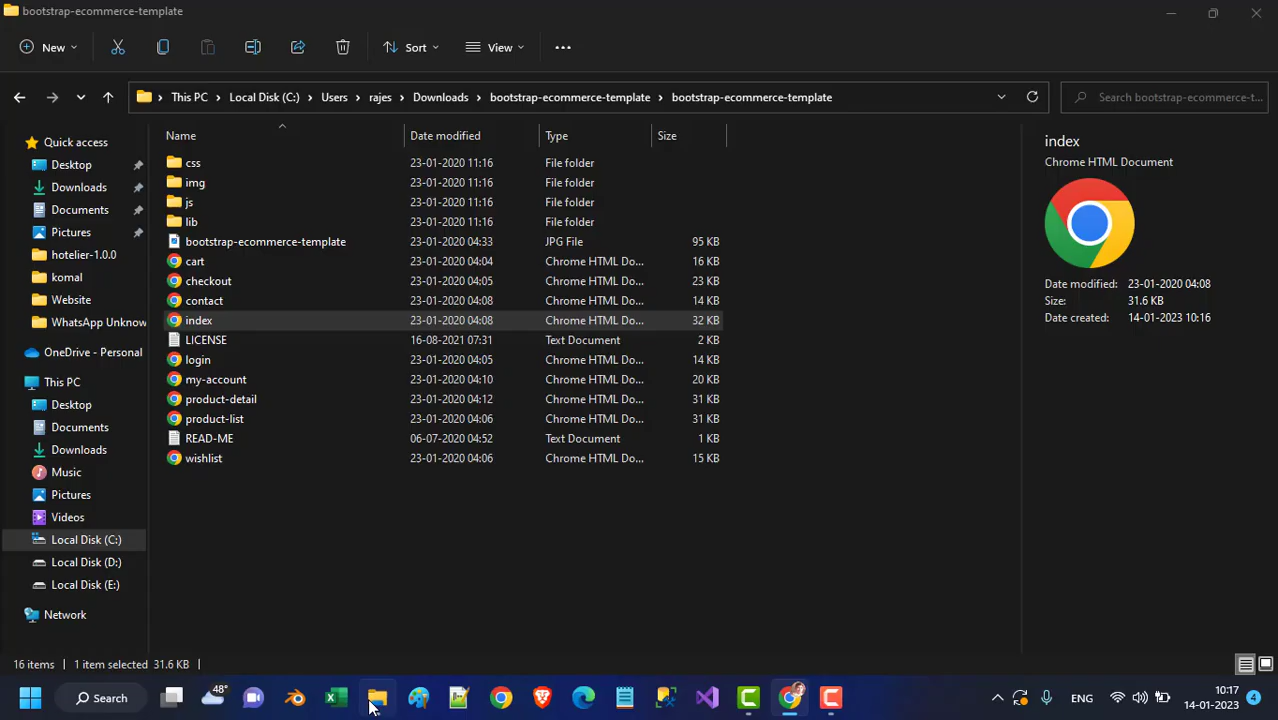 bootstrap-ecommerce-template
New
Sort
View
This PC > Local Disk (C:) > Users > rajes > Downloads > bootstrap-ecommerce-template > bootstrap-ecommerce-template
Search bootstrap-ecommerce-t...
Name Date modified Type Size
Quick access
Desktop
Downloads
Documents
Pictures
hotelier-1.0.0
komal
Website
WhatsApp Unknow
OneDrive - Personal
This PC
Desktop
Documents
Downloads
Music
Pictures
Videos
Local Disk (C:)
Local Disk (D:)
Local Disk (E:)
Network
css 23-01-2020 11:16 File folder
img 23-01-2020 11:16 File folder
js 23-01-2020 11:16 File folder
lib 23-01-2020 11:16 File folder
bootstrap-ecommerce-template 23-01-2020 04:33 JPG File 95 KB
cart 23-01-2020 04:04 Chrome HTML Do... 16 KB
checkout 23-01-2020 04:05 Chrome HTML Do... 23 KB
contact 23-01-2020 04:08 Chrome HTML Do... 14 KB
index 23-01-2020 04:08 Chrome HTML Do... 32 KB
LICENSE 16-08-2021 07:31 Text Document 2 KB
login 23-01-2020 04:05 Chrome HTML Do... 14 KB
my-account 23-01-2020 04:10 Chrome HTML Do... 20 KB
product-detail 23-01-2020 04:12 Chrome HTML Do... 31 KB
product-list 23-01-2020 04:06 Chrome HTML Do... 31 KB
READ-ME 06-07-2020 04:52 Text Document 1 KB
wishlist 23-01-2020 04:06 Chrome HTML Do... 15 KB
index
Chrome HTML Document
Date modified: 23-01-2020 04:08
Size: 31.6 KB
Date created: 14-01-2023 10:16
16 items | 1 item selected 31.6 KB |
Search
48°
ENG
10:17
14-01-2023
4